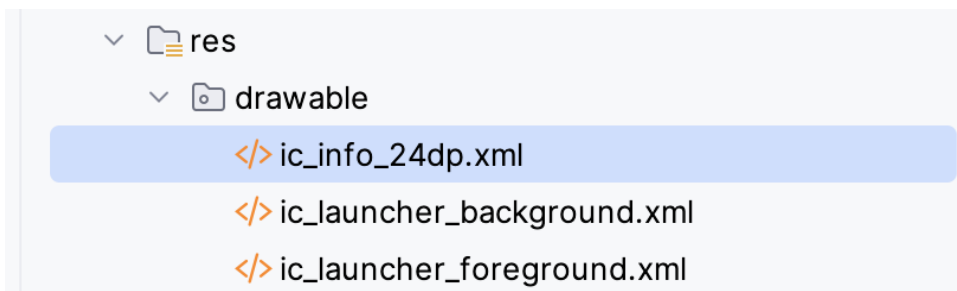 res
drawable
ic_info_24dp.xml
ic_launcher_background.xml
ic_launcher_foreground.xml